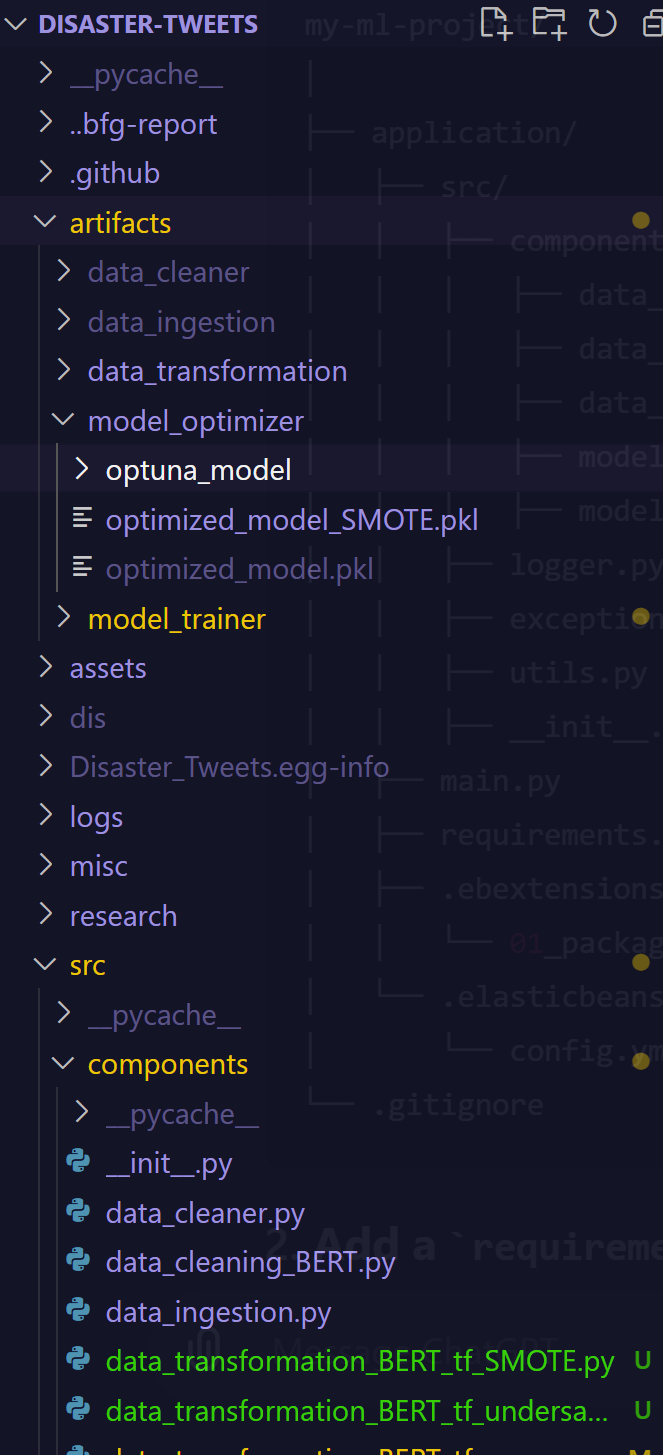 DISASTER-TWEETS
my-ml-project/
__pycache__
..bfg-report
application/
.github
src/
artifacts
component
data_cleaner
data_
data_ingestion
data_
data_transformation
data_
model_optimizer
model
optuna_model
optimized_model_SMOTE.pkl
model
optimized_model.pkl
logger.py
model_trainer
exception
assets
utils.py
dis
__init__.
Disaster_Tweets.egg-info
main.py
logs
requirements.
misc
.ebextensions
research
01_packag
src
.elasticbeans
__pycache__
config.ym
components
.gitignore
__pycache__
__init__.py
data_cleaner.py
2. Add a `requireme
data_cleaning_BERT.py
data_ingestion.py
Message ChatGPT
data_transformation_BERT_tf_SMOTE.py U
data_transformation_BERT_tf_undersa... U